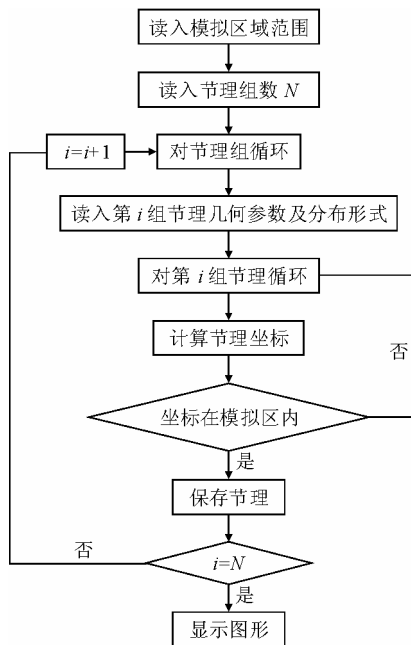 读入模拟区域范围
读入节理组数 N
i=i+1
对节理组循环
读入第 i 组节理几何参数及分布形式
对第 i 组节理循环
计算节理坐标
否
坐标在模拟区内
是
保存节理
否
i=N
是
显示图形